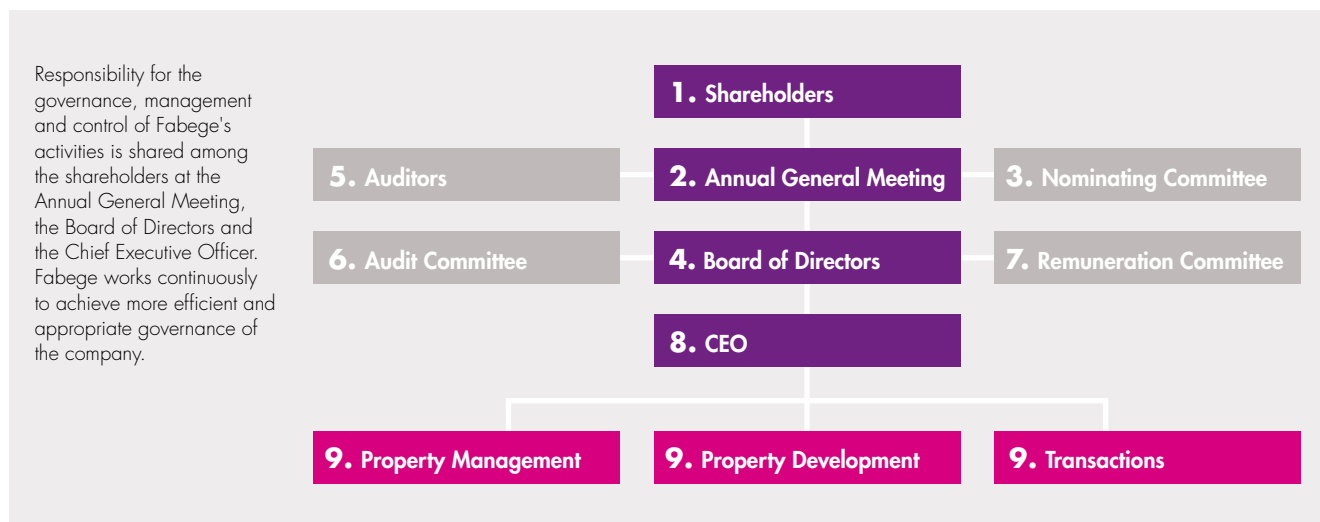 Responsibility for the
governance, management
and control of Fabege's
activities is shared among
the shareholders at the
Annual General Meeting,
the Board of Directors and
the Chief Executive Officer.
Fabege works continuously
to achieve more efficient and
appropriate governance of
the company.
1. Shareholders
5. Auditors
2. Annual General Meeting
3. Nominating Committee
6. Audit Committee
4. Board of Directors
7. Remuneration Committee
8. CEO
9. Property Management
9. Property Development
9. Transactions